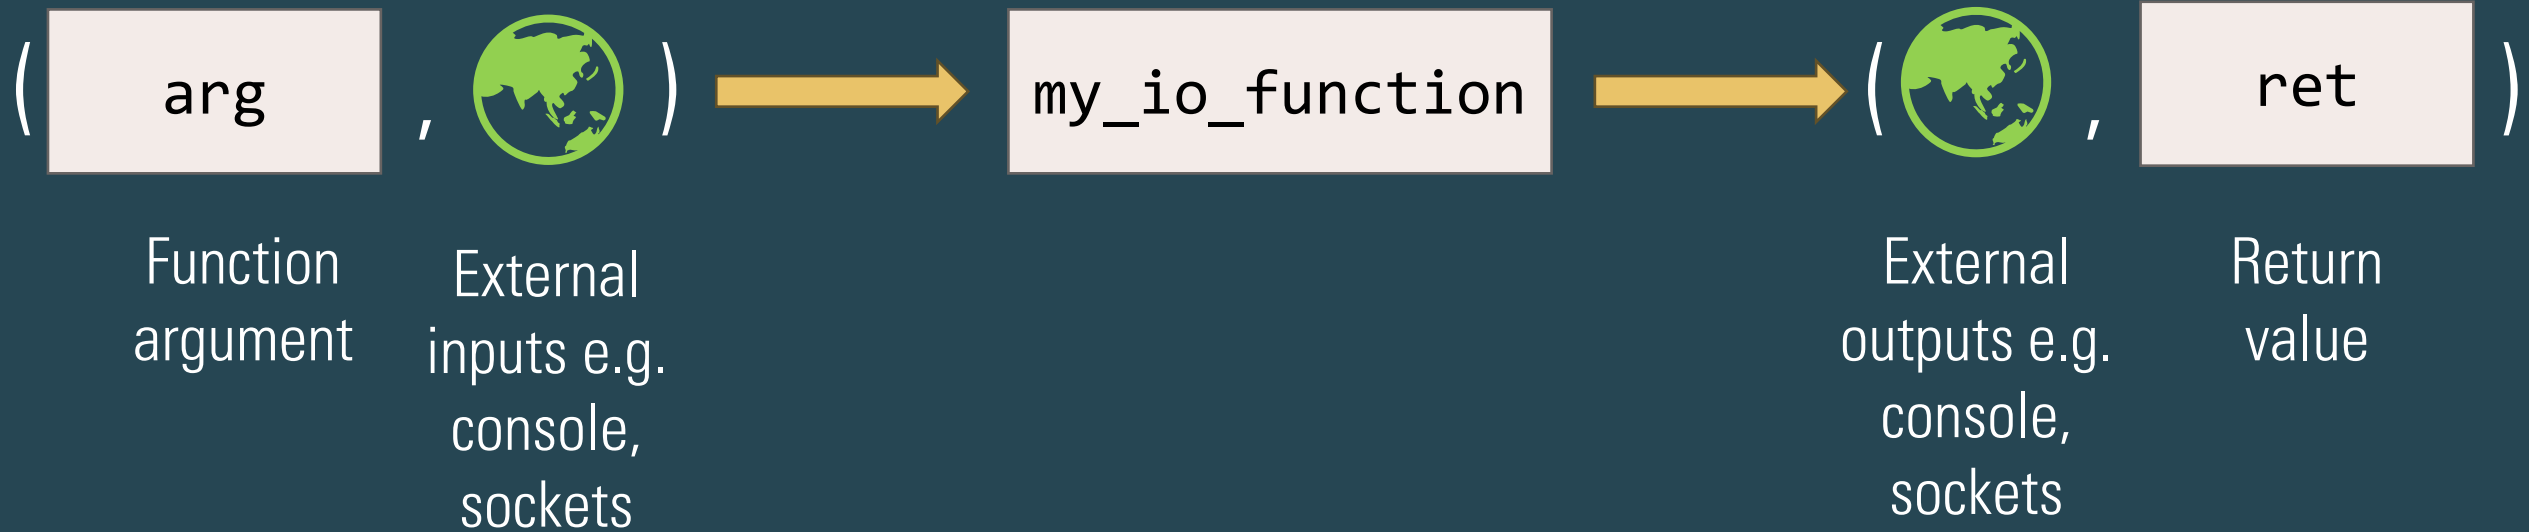 ( arg , ) my_io_function ( , ret )
Function argument
External inputs e.g. console, sockets
External outputs e.g. console, sockets
Return value